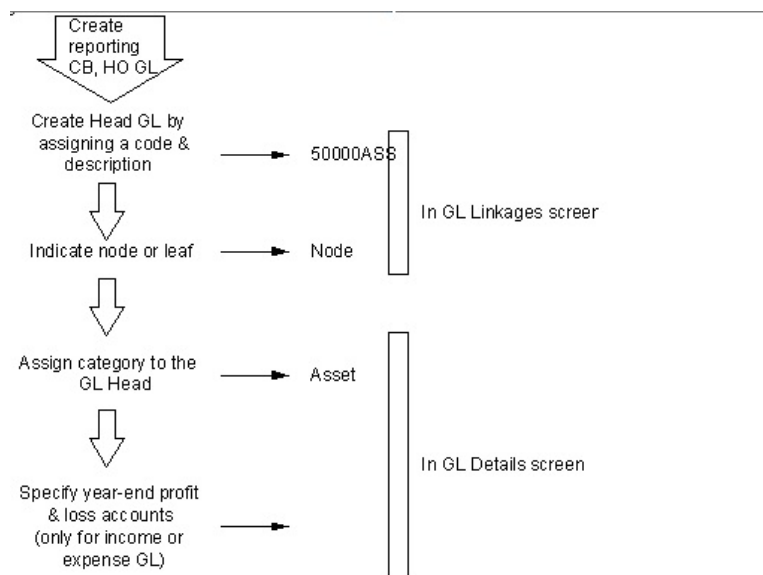 Create
reporting
CB, HO GL
Create Head GL by
assigning a code &
description
50000ASS
In GL Linkages screer
Indicate node or leaf
Node
Assign category to the
GL Head
Asset
In GL Details screen
Specify year-end profit
& loss accounts
(only for income or
expense GL)